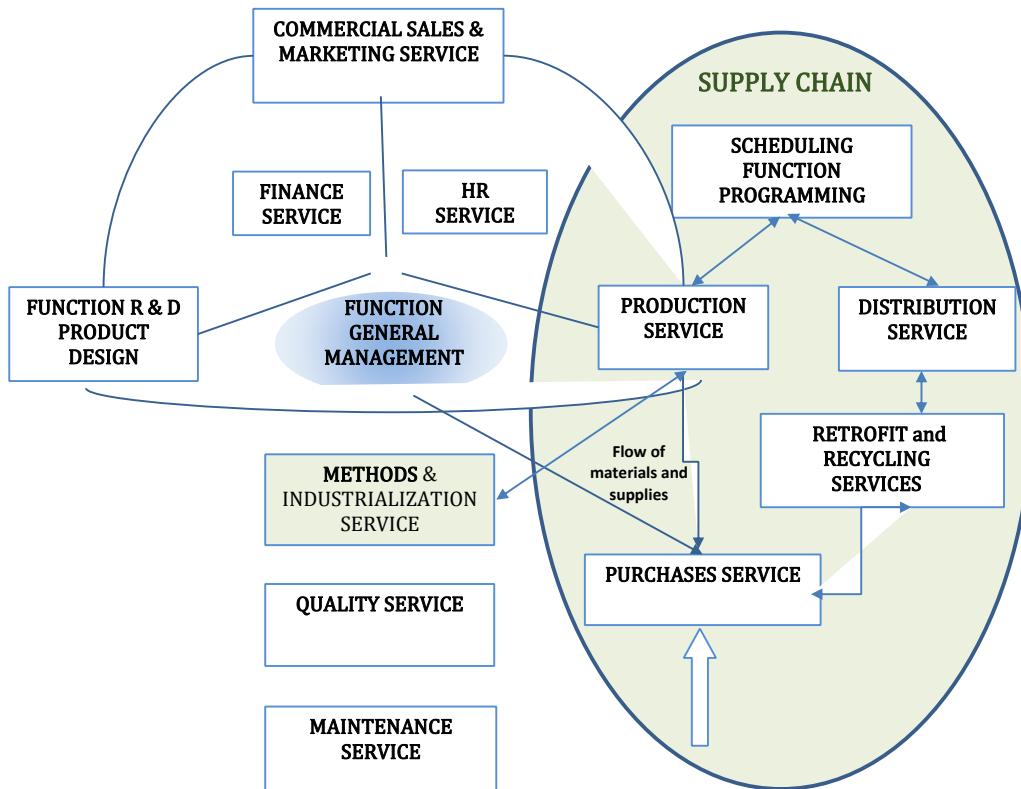 COMMERCIAL SALES &
MARKETING SERVICE
SUPPLY CHAIN
SCHEDULING
FUNCTION
PROGRAMMING
FINANCE
SERVICE
HR
SERVICE
FUNCTION R & D
PRODUCT
DESIGN
FUNCTION
GENERAL
MANAGEMENT
PRODUCTION
SERVICE
DISTRIBUTION
SERVICE
RETROFIT and
RECYCLING
SERVICES
Flow of
materials and
supplies
METHODS &
INDUSTRIALIZATION
SERVICE
PURCHASES SERVICE
QUALITY SERVICE
MAINTENANCE
SERVICE